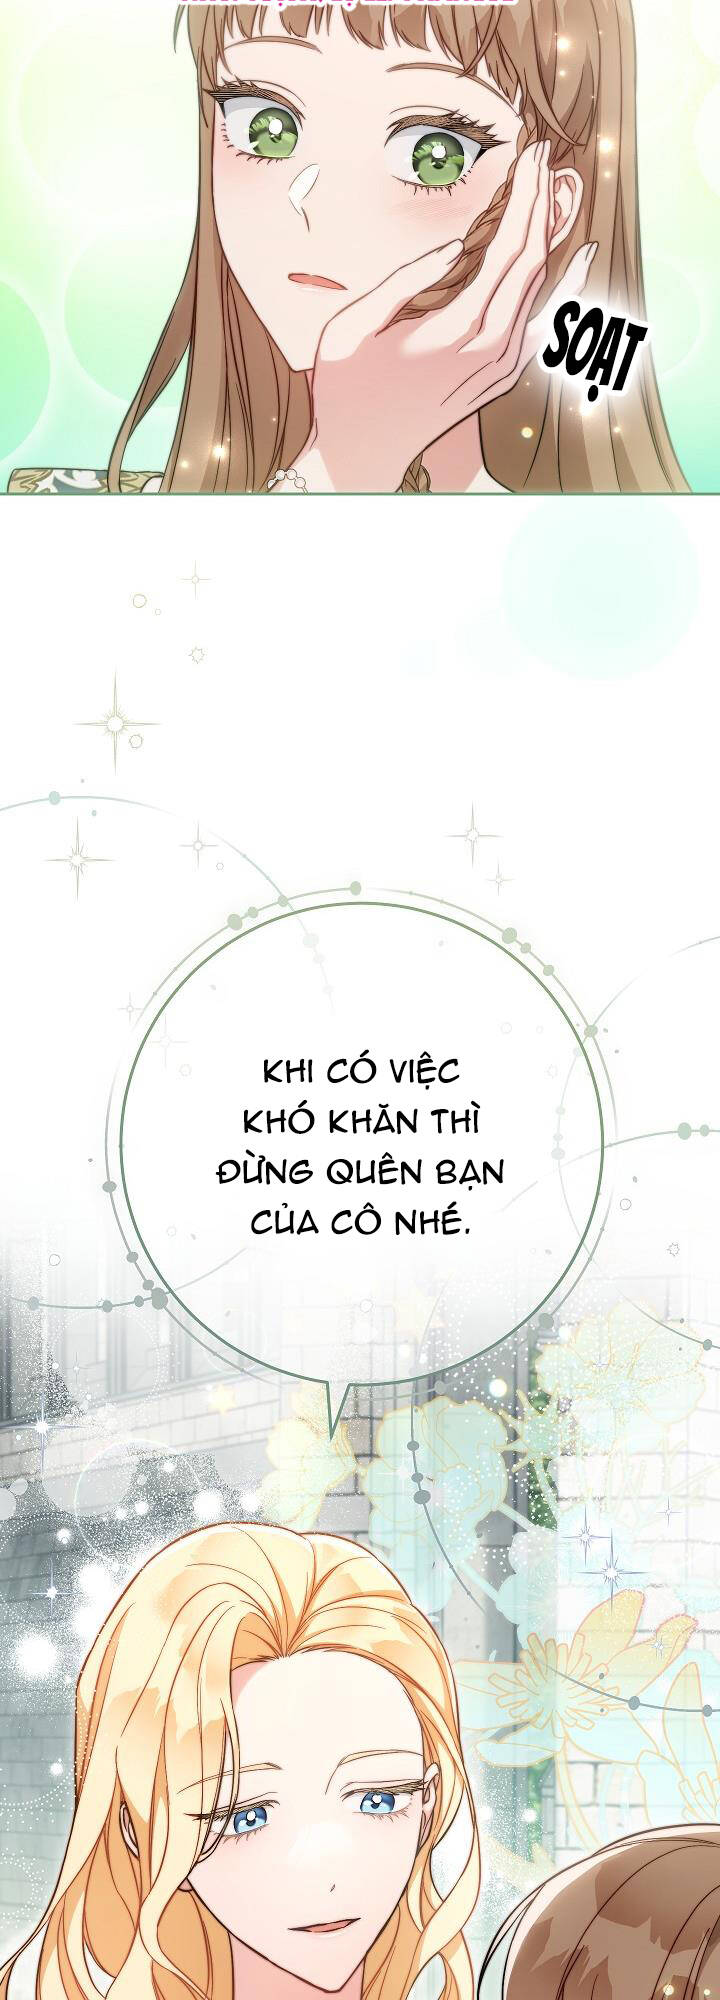 SOẠT
KHI CÓ VIỆC
KHÓ KHĂN THÌ
ĐỪNG QUÊN BẠN
CỦA CÔ NHÉ.